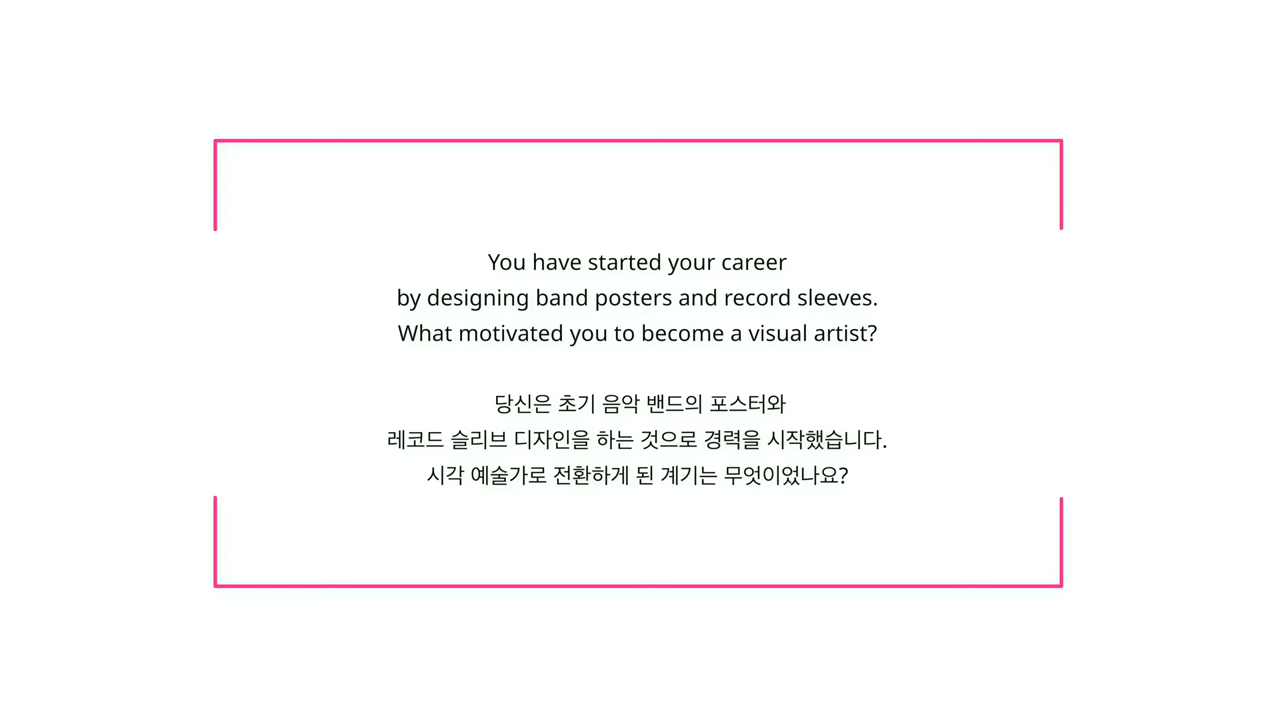 You have started your career
by designing band posters and record sleeves.
What motivated you to become a visual artist?
당신은 초기 음악 밴드의 포스터와
레코드 슬리브 디자인을 하는 것으로 경력을 시작했습니다.
시각 예술가로 전환하게 된 계기는 무엇이었나요?